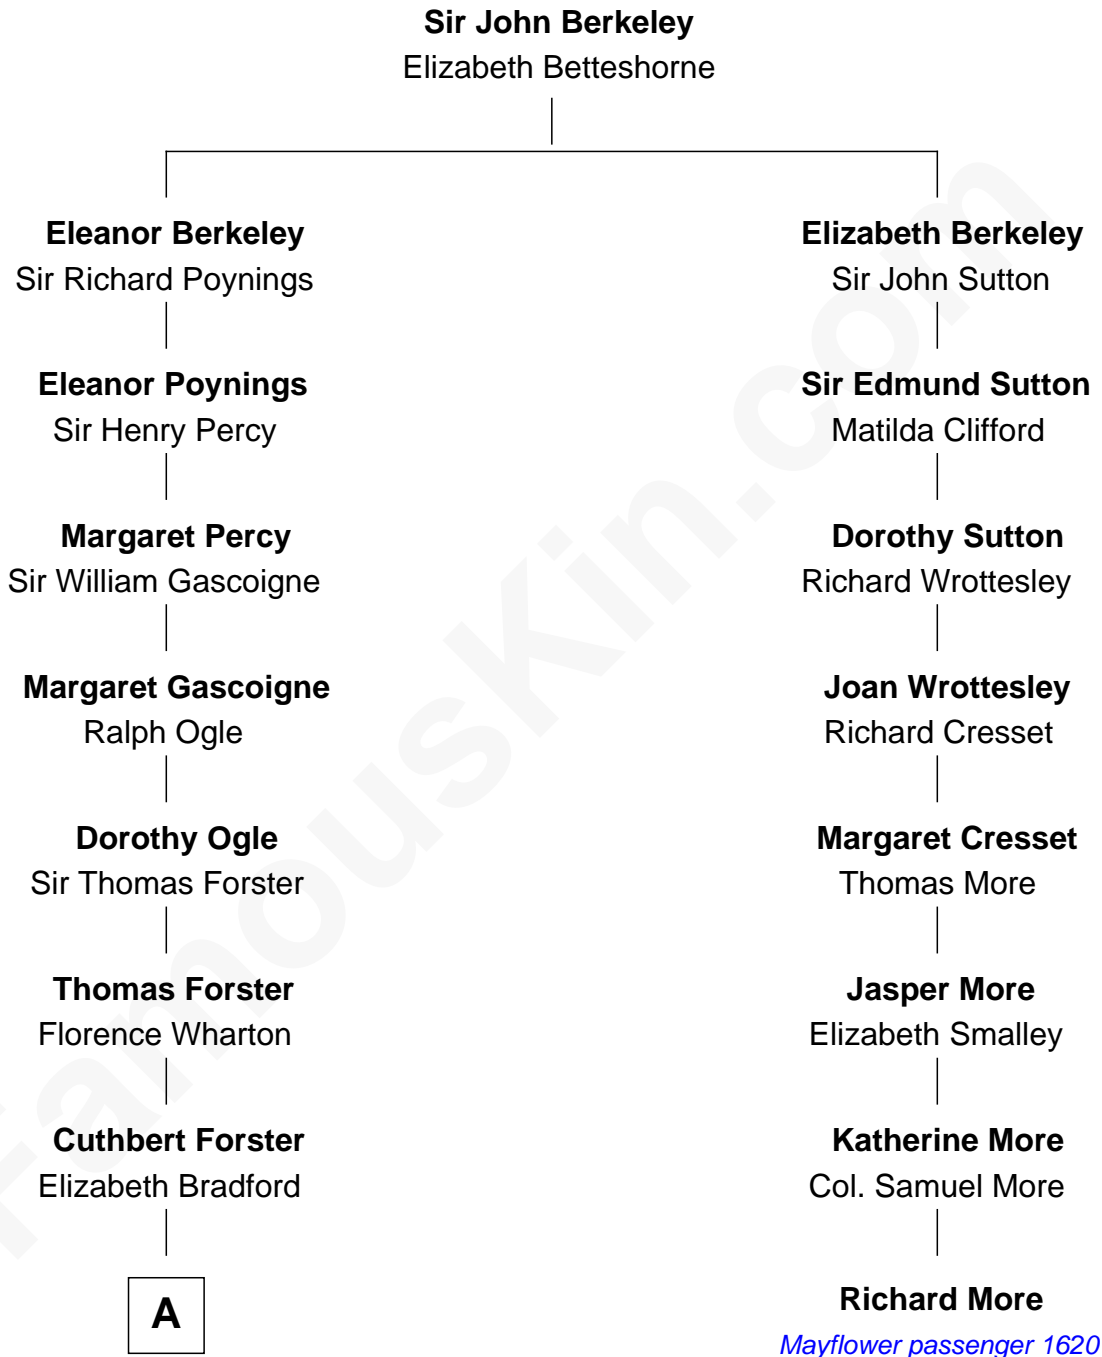 Sir John Berkeley
Elizabeth Betteshorne
Eleanor Berkeley
Sir Richard Poynings
Eleanor Poynings
Sir Henry Percy
Margaret Percy
Sir William Gascoigne
Margaret Gascoigne
Ralph Ogle
Dorothy Ogle
Sir Thomas Forster
Thomas Forster
Florence Wharton
Cuthbert Forster
Elizabeth Bradford
A
Elizabeth Berkeley
Sir John Sutton
Sir Edmund Sutton
Matilda Clifford
Dorothy Sutton
Richard Wrottesley
Joan Wrottesley
Richard Cresset
Margaret Cresset
Thomas More
Jasper More
Elizabeth Smalley
Katherine More
Col. Samuel More
Richard More
Mayflower passenger 1620
FamousKin.com